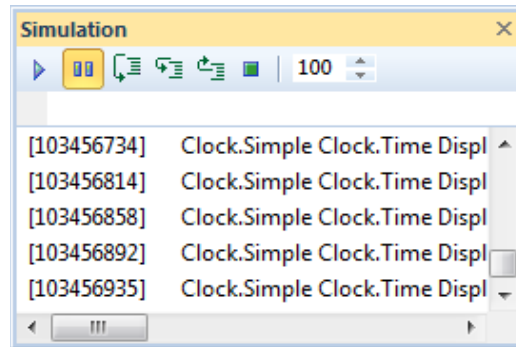 Simulation
100
[103456734] Clock.Simple Clock.Time Displ
[103456814] Clock.Simple Clock.Time Displ
[103456858] Clock.Simple Clock.Time Displ
[103456892] Clock.Simple Clock.Time Displ
[103456935] Clock.Simple Clock.Time Displ